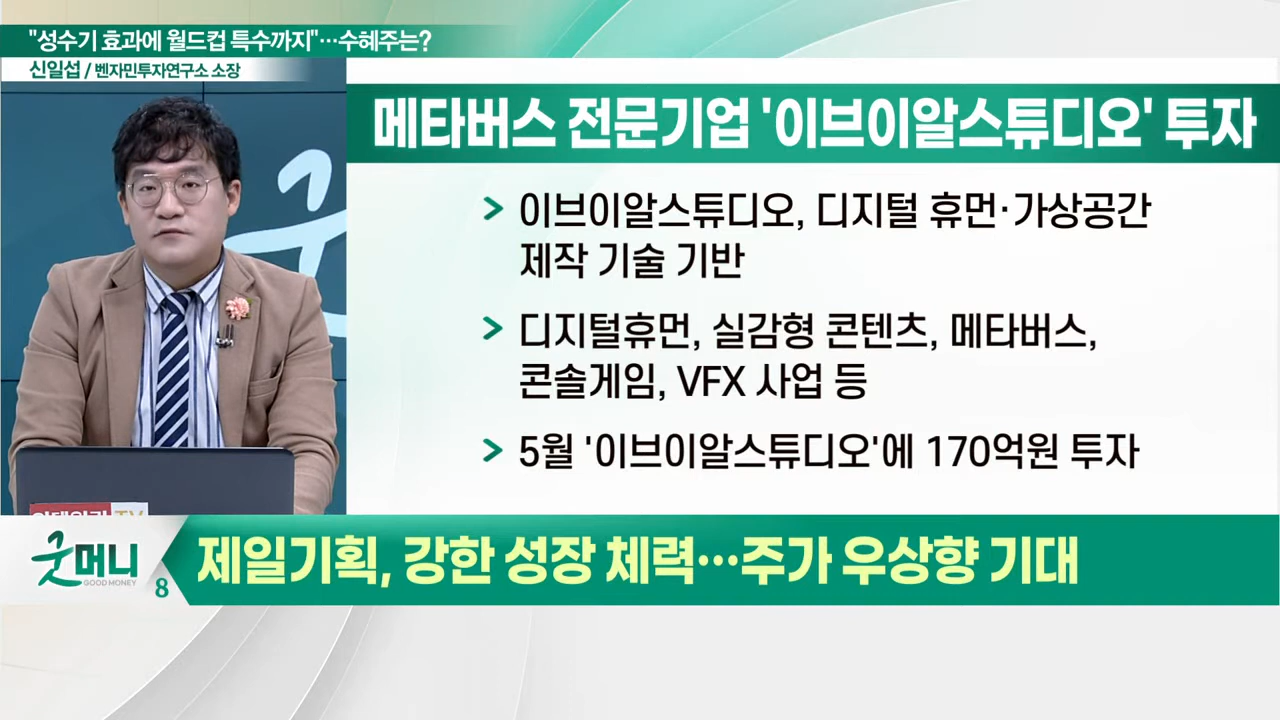 "성수기 효과에 월드컵 특수까지"…수혜주는?
신일섭 / 벤자민투자연구소 소장
메타버스 전문기업 '이브이알스튜디오' 투자
> 이브이알스튜디오, 디지털 휴먼·가상공간
제작 기술 기반
> 디지털휴먼, 실감형 콘텐츠, 메타버스,
콘솔게임, VFX 사업 등
> 5월 '이브이알스튜디오'에 170억원 투자
굿머니
GOOD MONEY
8
제일기획, 강한 성장 체력…주가 우상향 기대